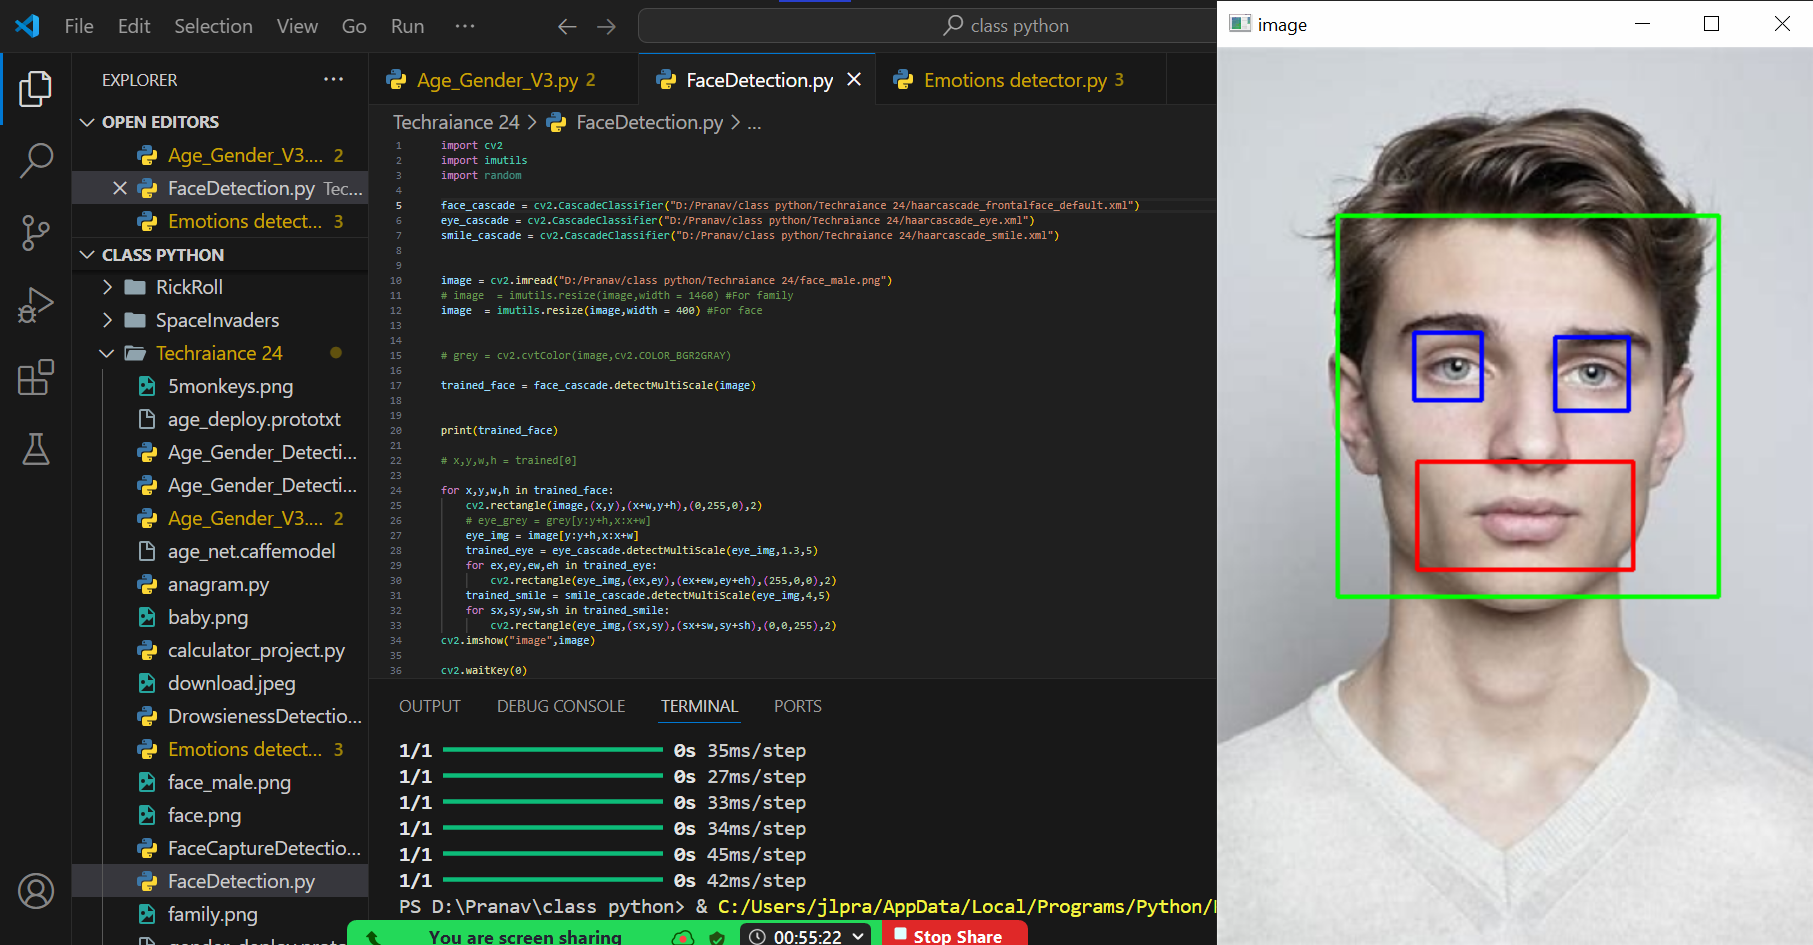 File Edit Selection View Go Run ··· class python
image
EXPLORER ···
OPEN EDITORS
Age_Gender_V3.... 2
FaceDetection.py Tec...
Emotions detect... 3
CLASS PYTHON
RickRoll
SpaceInvaders
Techraiance 24
5monkeys.png
age_deploy.prototxt
Age_Gender_Detecti...
Age_Gender_Detecti...
Age_Gender_V3.... 2
age_net.caffemodel
anagram.py
baby.png
calculator_project.py
download.jpeg
DrowsienessDetectio...
Emotions detect... 3
face_male.png
face.png
FaceCaptureDetectio...
FaceDetection.py
family.png
Age_Gender_V3.py 2 FaceDetection.py Emotions detector.py 3
Techraiance 24 > FaceDetection.py > ...
1 import cv2
2 import imutils
3 import random
4
5 face_cascade = cv2.CascadeClassifier("D:/Pranav/class python/Techraiance 24/haarcascade_frontalface_default.xml")
6 eye_cascade = cv2.CascadeClassifier("D:/Pranav/class python/Techraiance 24/haarcascade_eye.xml")
7 smile_cascade = cv2.CascadeClassifier("D:/Pranav/class python/Techraiance 24/haarcascade_smile.xml")
8
9
10 image = cv2.imread("D:/Pranav/class python/Techraiance 24/face_male.png")
11 # image  = imutils.resize(image,width = 1460) #For family
12 image  = imutils.resize(image,width = 400) #For face
13
14
15 # grey = cv2.cvtColor(image,cv2.COLOR_BGR2GRAY)
16
17 trained_face = face_cascade.detectMultiScale(image)
18
19
20 print(trained_face)
21
22 # x,y,w,h = trained[0]
23
24 for x,y,w,h in trained_face:
25 cv2.rectangle(image,(x,y),(x+w,y+h),(0,255,0),2)
26 # eye_grey = grey[y:y+h,x:x+w]
27 eye_img = image[y:y+h,x:x+w]
28 trained_eye = eye_cascade.detectMultiScale(eye_img,1.3,5)
29 for ex,ey,ew,eh in trained_eye:
30 cv2.rectangle(eye_img,(ex,ey),(ex+ew,ey+eh),(255,0,0),2)
31 trained_smile = smile_cascade.detectMultiScale(eye_img,4,5)
32 for sx,sy,sw,sh in trained_smile:
33 cv2.rectangle(eye_img,(sx,sy),(sx+sw,sy+sh),(0,0,255),2)
34 cv2.imshow("image",image)
35
36 cv2.waitKey(0)
OUTPUT DEBUG CONSOLE TERMINAL PORTS
1/1 0s 35ms/step
1/1 0s 27ms/step
1/1 0s 33ms/step
1/1 0s 34ms/step
1/1 0s 45ms/step
1/1 0s 42ms/step
PS D:\Pranav\class python> & C:/Users/jlpra/AppData/Local/Programs/Python/
You are screen sharing 00:55:22 Stop Share